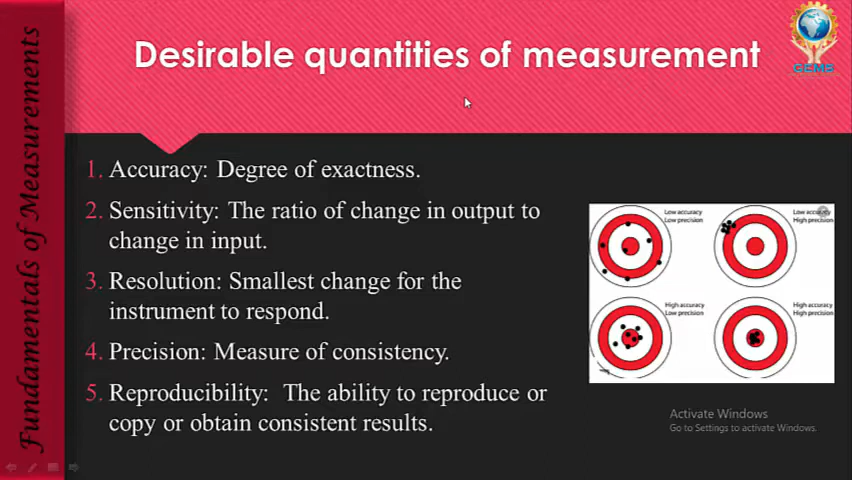 Fundamentals of Measurements
Desirable quantities of measurement
GEMS
1. Accuracy: Degree of exactness.
2. Sensitivity: The ratio of change in output to
change in input.
3. Resolution: Smallest change for the
instrument to respond.
4. Precision: Measure of consistency.
5. Reproducibility: The ability to reproduce or
copy or obtain consistent results.
Low accuracy
Low precision
Low accuracy
High precision
High accuracy
Low precision
High accuracy
High precision
Activate Windows
Go to Settings to activate Windows.